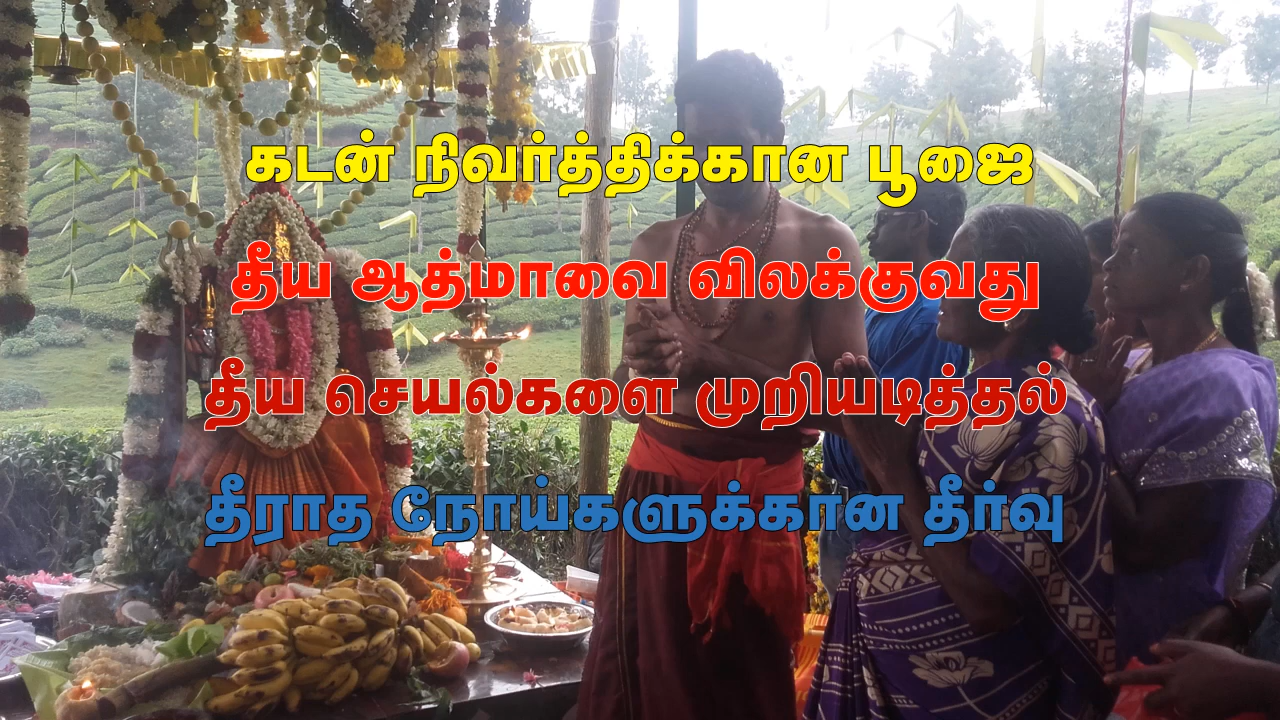 கடன் நிவர்த்திக்கான பூஜை
தீய ஆத்மாவை விலக்குவது
தீய செயல்களை முறியடித்தல்
தீராத நோய்களுக்கான தீர்வு